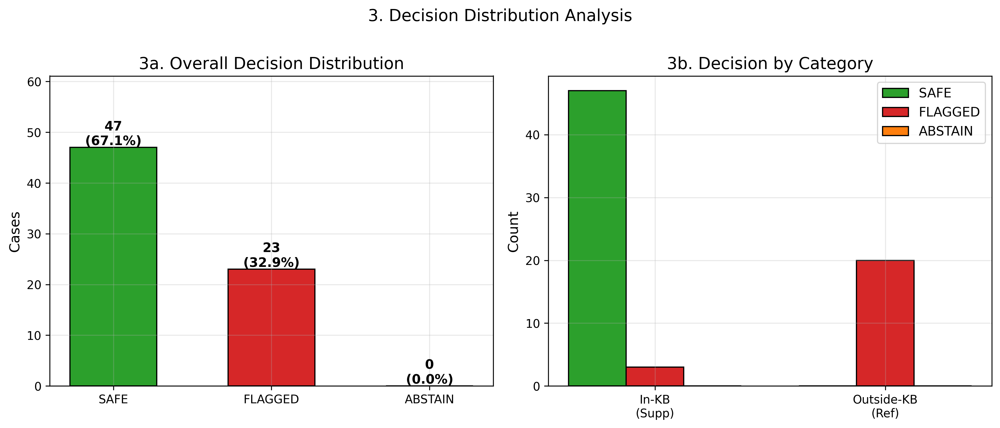 3. Decision Distribution Analysis
3a. Overall Decision Distribution
Cases
60
50
40
30
20
10
0
47
(67.1%)
23
(32.9%)
0
(0.0%)
SAFE
FLAGGED
ABSTAIN
3b. Decision by Category
Count
40
30
20
10
0
SAFE
FLAGGED
ABSTAIN
In-KB
(Supp)
Outside-KB
(Ref)